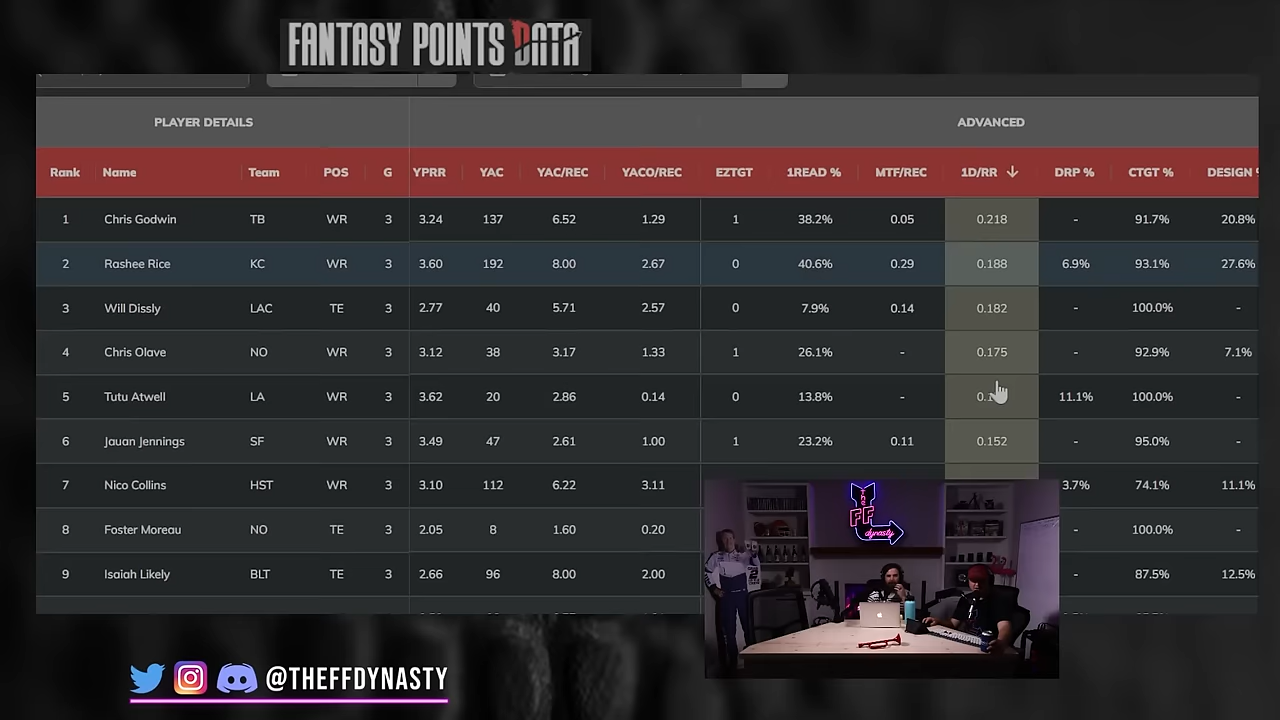 FANTASY POINTS DATA
PLAYER DETAILS ADVANCED
Rank Name Team POS G YPRR YAC YAC/REC YACO/REC EZTGT 1READ % MTF/REC 1D/RR DRP % CTGT % DESIGN
1 Chris Godwin TB WR 3 3.24 137 6.52 1.29 1 38.2% 0.05 0.218 - 91.7% 20.8%
2 Rashee Rice KC WR 3 3.60 192 8.00 2.67 0 40.6% 0.29 0.188 6.9% 93.1% 27.6%
3 Will Dissly LAC TE 3 2.77 40 5.71 2.57 0 7.9% 0.14 0.182 - 100.0% -
4 Chris Olave NO WR 3 3.12 38 3.17 1.33 1 26.1% - 0.175 - 92.9% 7.1%
5 Tutu Atwell LA WR 3 3.62 20 2.86 0.14 0 13.8% - 11.1% 100.0% -
6 Jauan Jennings SF WR 3 3.49 47 2.61 1.00 1 23.2% 0.11 0.152 - 95.0% -
7 Nico Collins HST WR 3 3.10 112 6.22 3.11 3.7% 74.1% 11.1%
8 Foster Moreau NO TE 3 2.05 8 1.60 0.20 - 100.0% -
9 Isaiah Likely BLT TE 3 2.66 96 8.00 2.00 - 87.5% 12.5%
The
FF
dynasty
@THEFFDYNASTY